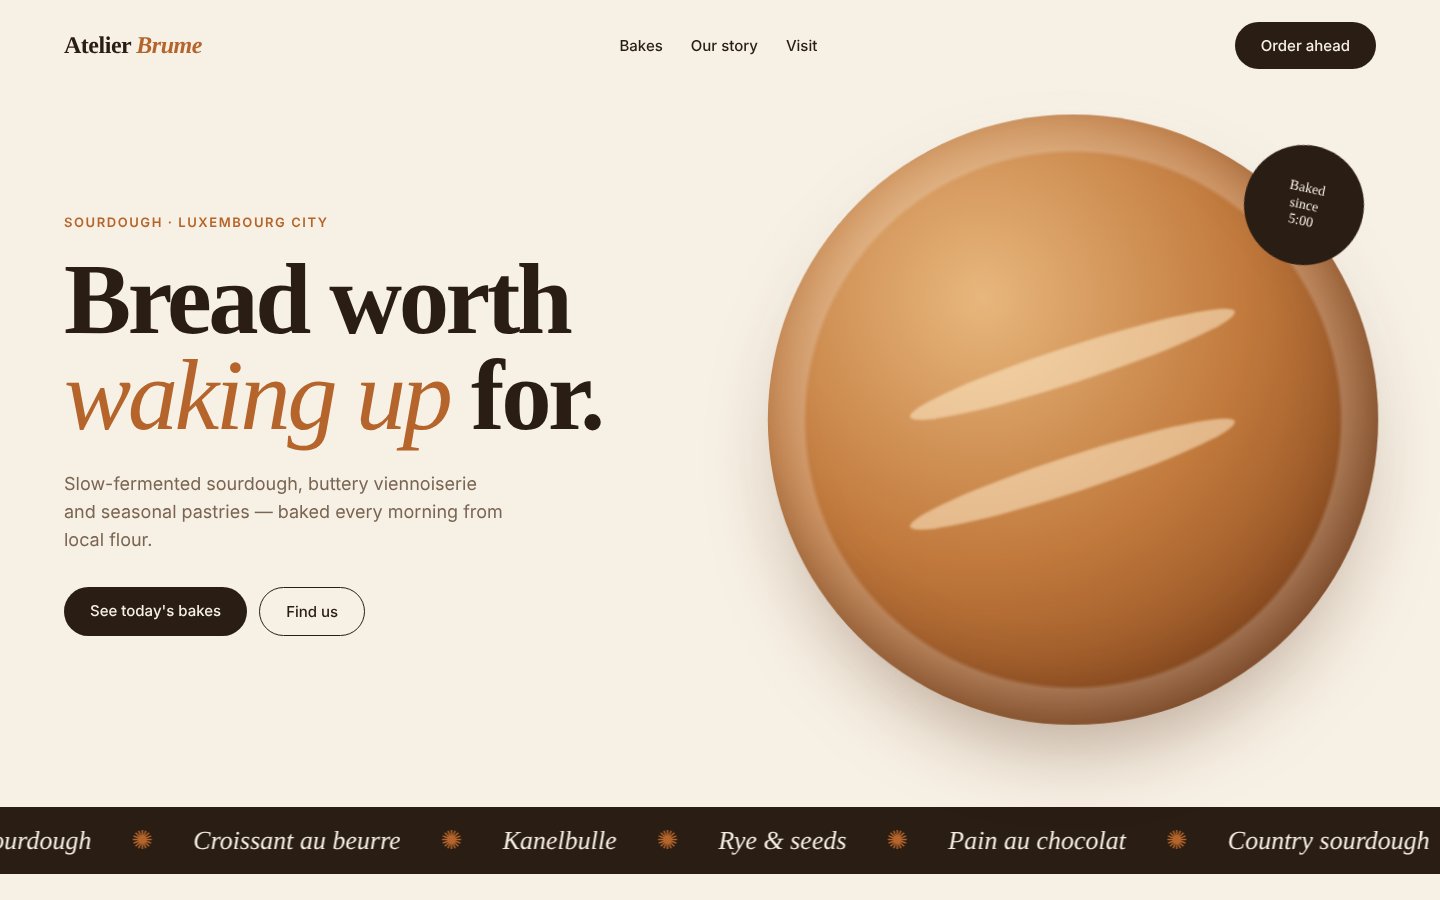 Atelier Brume
Bakes
Our story
Visit
Order ahead
Baked
since
5:00
SOURDOUGH · LUXEMBOURG CITY
Bread worth
waking up for.
Slow-fermented sourdough, buttery viennoiserie
and seasonal pastries — baked every morning from
local flour.
See today's bakes
Find us
ourdough ✺ Croissant au beurre ✺ Kanelbulle ✺ Rye & seeds ✺ Pain au chocolat ✺ Country sourdough